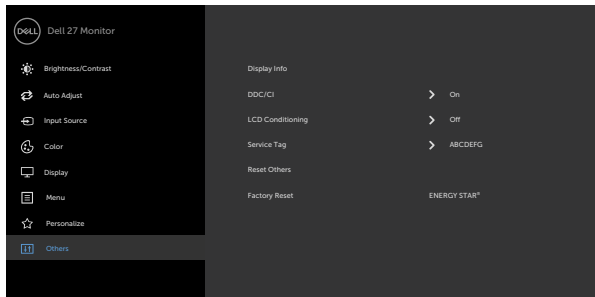 DELL Dell 27 Monitor
Brightness/Contrast
Auto Adjust
Input Source
Color
Display
Menu
Personalize
Others
Display Info
DDC/CI On
LCD Conditioning Off
Service Tag ABCDEFG
Reset Others
Factory Reset ENERGY STAR®